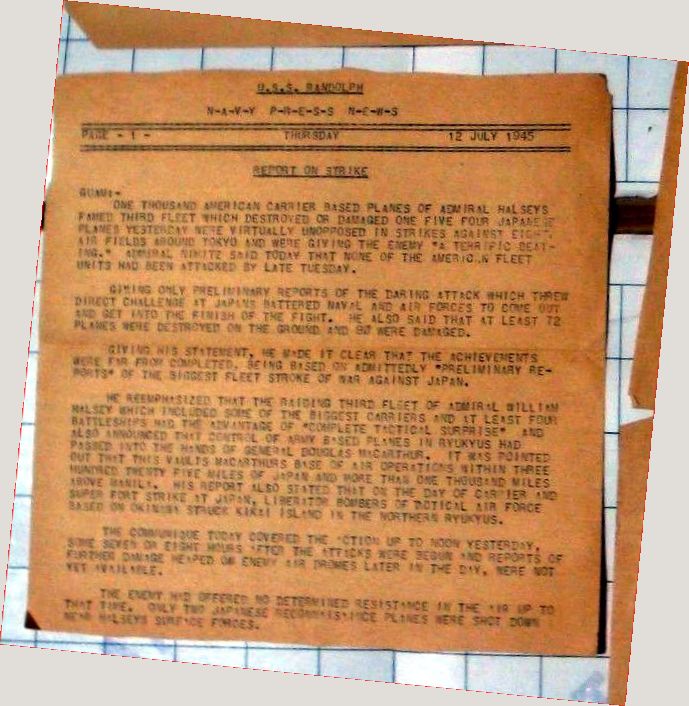 U.S.S. RANDOLPH
N-A-V-Y P-R-E-S-S N-E-W-S
PAGE - 1 - THURSDAY 12 JULY 1945
REPORT ON STRIKE
GUAM:-
ONE THOUSAND AMERICAN CARRIER BASED PLANES OF ADMIRAL HALSEYS
FAMED THIRD FLEET WHICH DESTROYED OR DAMAGED ONE FIVE FOUR JAPANESE
PLANES YESTERDAY WERE VIRTUALLY UNOPPOSED IN STRIKES AGAINST EIGHT
AIR FIELDS AROUND TOKYO AND WERE GIVING THE ENEMY "A TERRIFIC BEAT-
ING." ADMIRAL NIMITZ SAID TODAY THAT NONE OF THE AMERICAN FLEET
UNITS HAD BEEN ATTACKED BY LATE TUESDAY.
GIVING ONLY PRELIMINARY REPORTS OF THE DARING ATTACK WHICH THREW
DIRECT CHALLENGE AT JAPANS BATTERED NAVAL AND AIR FORCES TO COME OUT
AND GET INTO THE FINISH OF THE FIGHT. HE ALSO SAID THAT AT LEAST 72
PLANES WERE DESTROYED ON THE GROUND AND 90 WERE DAMAGED.
GIVING HIS STATEMENT, HE MADE IT CLEAR THAT THE ACHIEVEMENTS
WERE FAR FROM COMPLETED, BEING BASED ON ADMITTEDLY "PRELIMINARY RE-
PORTS" OF THE BIGGEST FLEET STROKE OF WAR AGAINST JAPAN.
HE REEMPHASIZED THAT THE RAIDING THIRD FLEET OF ADMIRAL WILLIAM
HALSEY WHICH INCLUDED SOME OF THE BIGGEST CARRIERS AND AT LEAST FOUR
BATTLESHIPS HAD THE ADVANTAGE OF "COMPLETE TACTICAL SURPRISE" AND
ALSO ANNOUNCED THAT CONTROL OF ARMY BASED PLANES IN RYUKYUS HAD
PASSED INTO THE HANDS OF GENERAL DOUGLAS MACARTHUR. IT WAS POINTED
OUT THAT THIS VAULTS MACARTHURS BASE OF AIR OPERATIONS WITHIN THREE
HUNDRED TWENTY FIVE MILES OF JAPAN AND MORE THAN ONE THOUSAND MILES
ABOVE MANILA. HIS REPORT ALSO STATED THAT ON THE DAY OF CARRIER AND
SUPER FORT STRIKE AT JAPAN, LIBERATOR BOMBERS OF TACTICAL AIR FORCE
BASED ON OKINAWA STRUCK KIKAI ISLAND IN THE NORTHERN RYUKYUS.
THE COMMUNIQUE TODAY COVERED THE ACTION UP TO NOON YESTERDAY,
SOME SEVEN OR EIGHT HOURS AFTER THE ATTACKS WERE BEGUN AND REPORTS OF
FURTHER DAMAGE HEAPED ON ENEMY AIR DROMES LATER IN THE DAY, WERE NOT
YET AVAILABLE.
THE ENEMY HAD OFFERED NO DETERMINED RESISTANCE IN THE AIR UP TO
THAT TIME. ONLY TWO JAPANESE RECONNAISSANCE PLANES WERE SHOT DOWN
NEAR HALSEYS SURFACE FORCES.